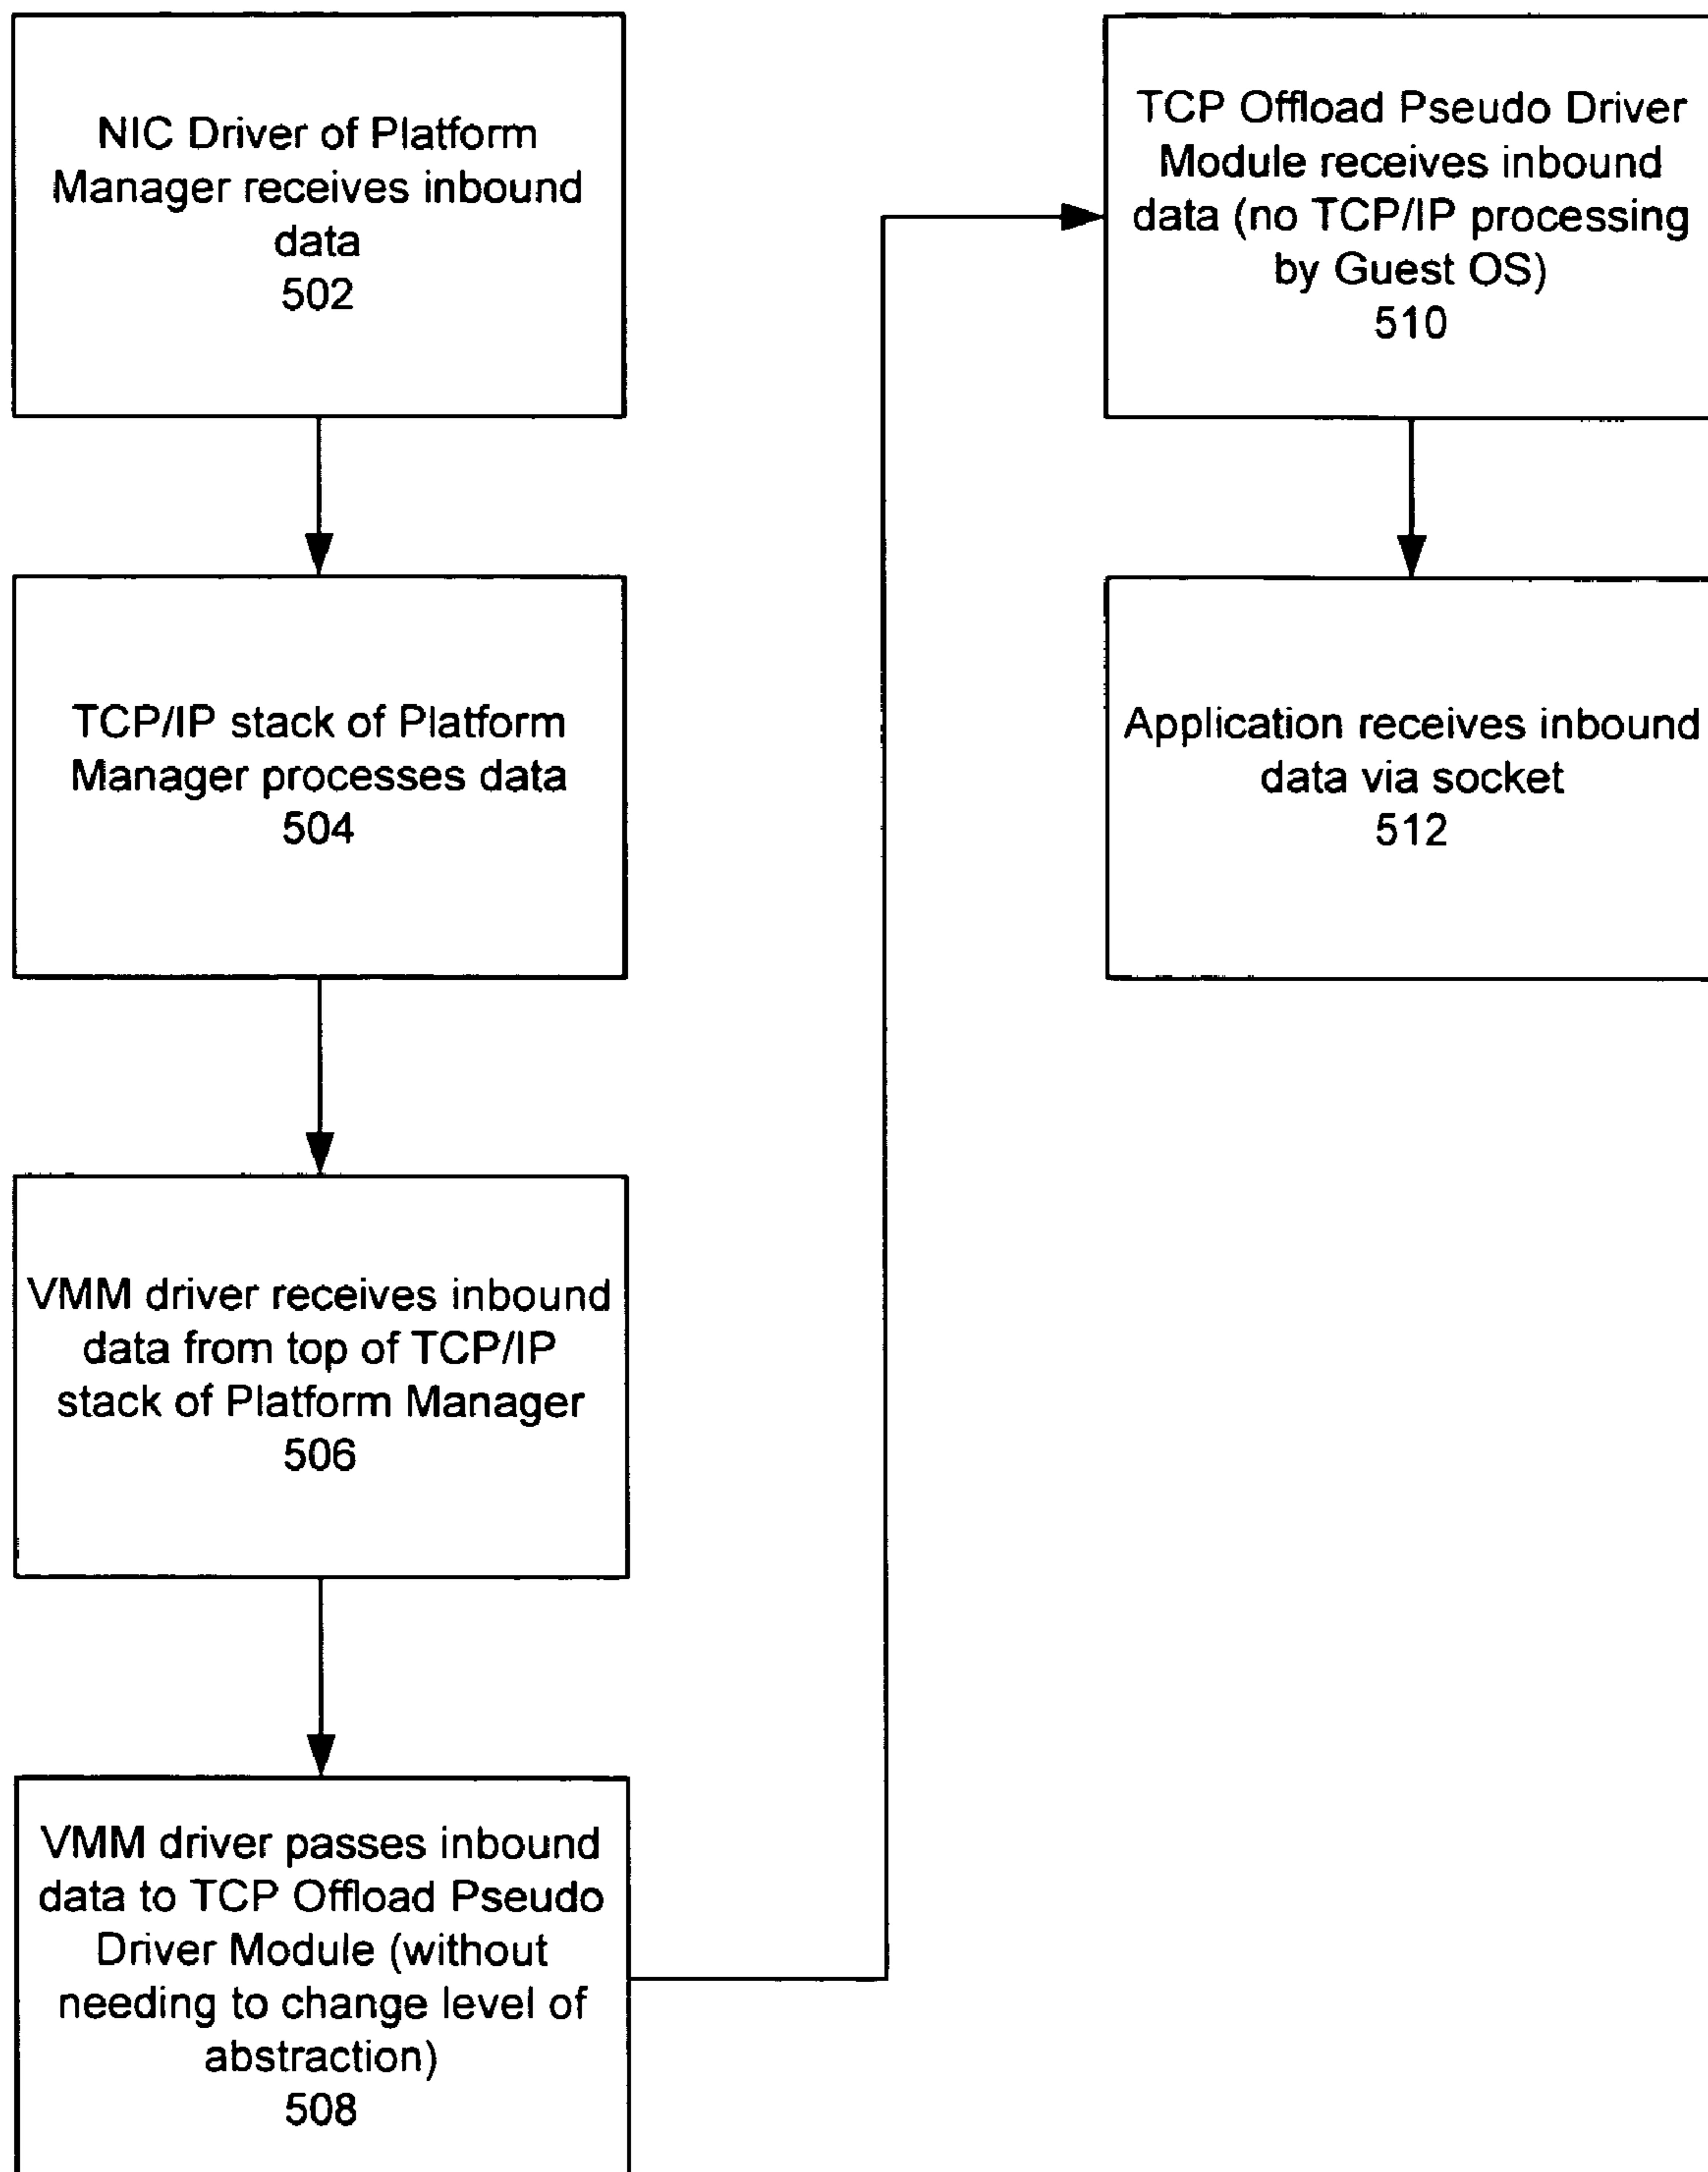 NIC Driver of Platform
Manager receives inbound
data
502
TCP/IP stack of Platform
Manager processes data
504
VMM driver receives inbound
data from top of TCP/IP
stack of Platform Manager
506
VMM driver passes inbound
data to TCP Offload Pseudo
Driver Module (without
needing to change level of
abstraction)
508
TCP Offload Pseudo Driver
Module receives inbound
data (no TCP/IP processing
by Guest OS)
510
Application receives inbound
data via socket
512